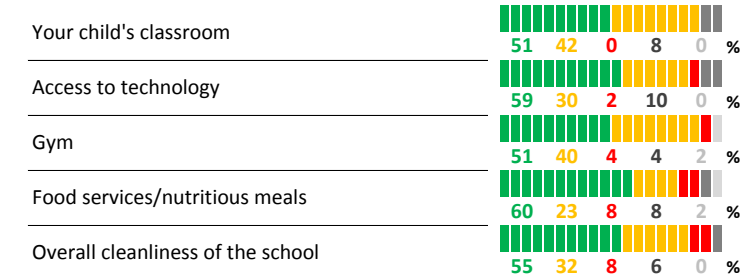 Your child's classroom
51 42 0 8 0 %
Access to technology
59 30 2 10 0 %
Gym
51 40 4 4 2 %
Food services/nutritious meals
60 23 8 8 2 %
Overall cleanliness of the school
55 32 8 6 0 %